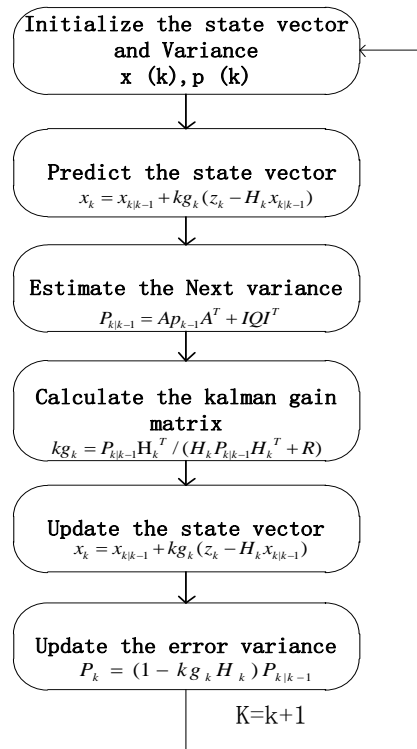 Initialize the state vector
and Variance
x (k),p (k)
Predict the state vector
x_k = x_{k|k-1} + kg_k (z_k − H_k x_{k|k-1})
Estimate the Next variance
P_{k|k-1} = Ap_{k-1}A^T + IQI^T
Calculate the kalman gain
matrix
kg_k = P_{k|k-1}H_k^T / (H_k P_{k|k-1}H_k^T + R)
Update the state vector
x_k = x_{k|k-1} + kg_k (z_k − H_k x_{k|k-1})
Update the error variance
P_k = (1 − kg_k H_k) P_{k|k-1}
K=k+1